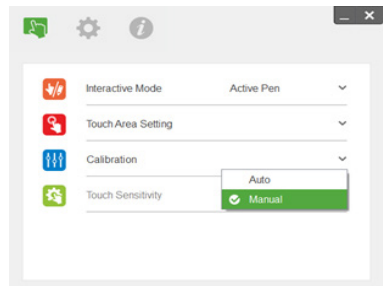 Interactive Mode Active Pen
Touch Area Setting
Calibration
Auto
Touch Sensitivity
Manual